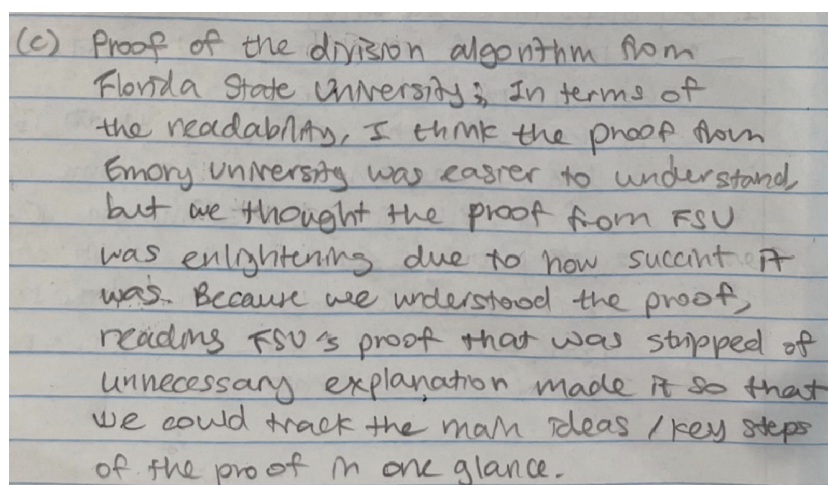 (c) Proof of the division algorithm from
Florida State University; In terms of
the readability, I think the proof from
Emory University was easier to understand,
but we thought the proof from FSU
was enlightening due to how succint it
was. Because we understood the proof,
reading FSU's proof that was stripped of
unnecessary explanation made it so that
we could track the main ideas / key steps
of the proof in one glance.